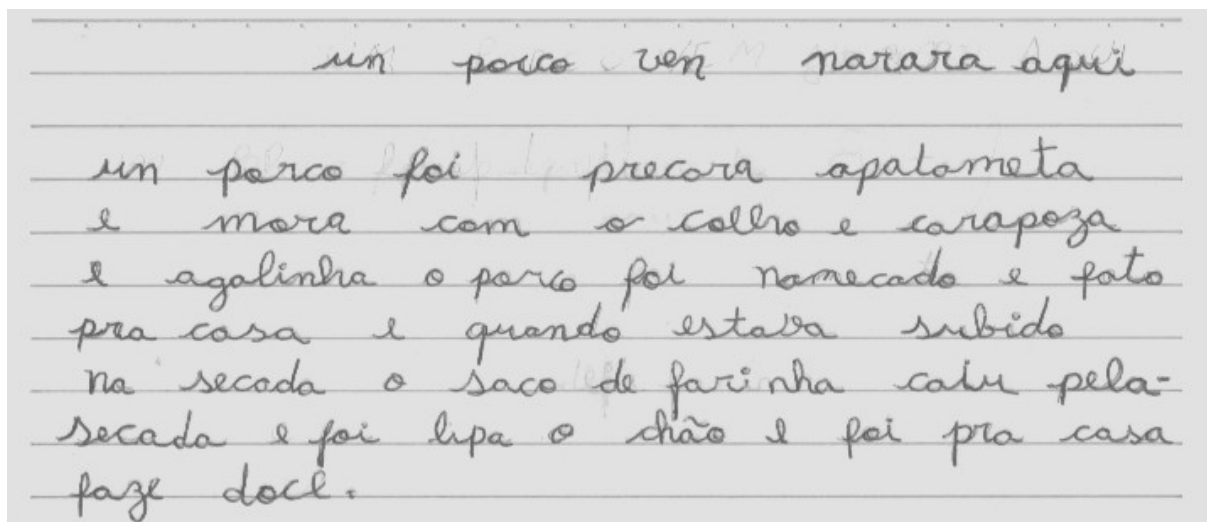 un porco ven narara aqui
un porco foi precora apalometa
e mora com o collho e carapoza
e agalinha o porco foi namecado e fato
pra casa e quando estava subido
na secada o saco de farinha caiu pela-
secada e foi lipa o chão e foi pra casa
faze doce.